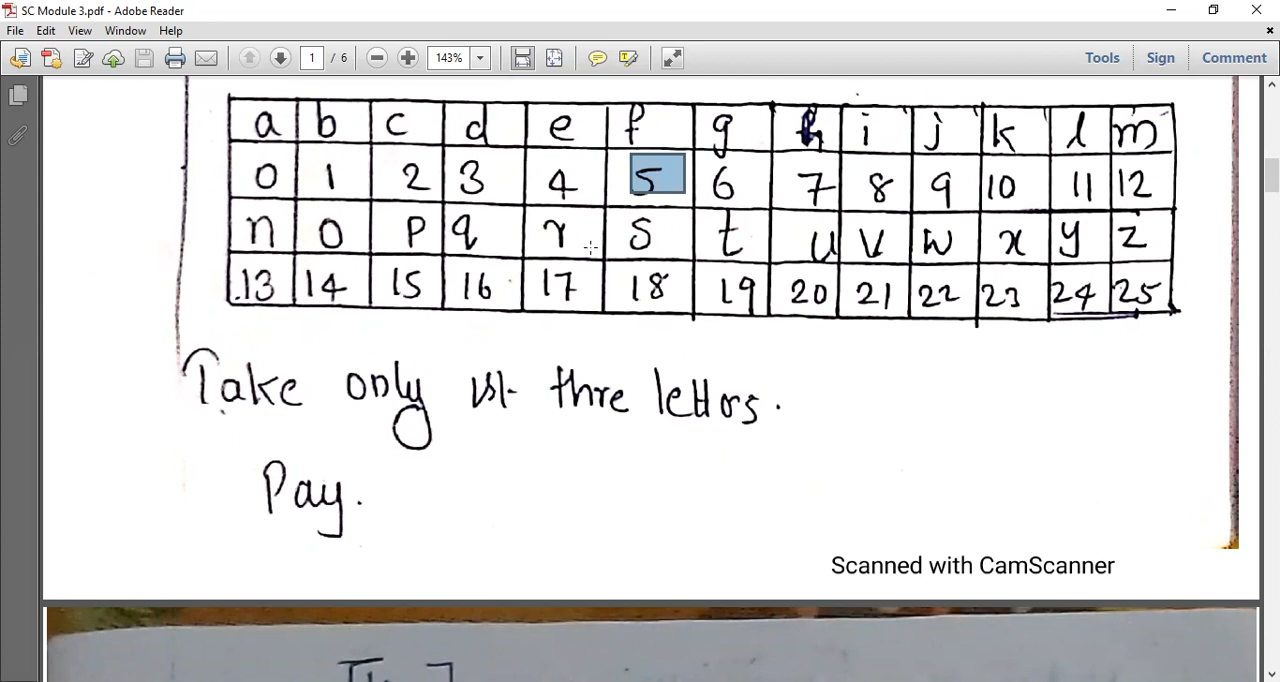 SC Module 3.pdf - Adobe Reader
File Edit View Window Help
1 / 6 143% Tools Sign Comment
a b c d e f g h i j k l m
0 1 2 3 4 5 6 7 8 9 10 11 12
n o p q r s t u v w x y z
13 14 15 16 17 18 19 20 21 22 23 24 25
Take only 1st thre lettors.
Pay.
Scanned with CamScanner